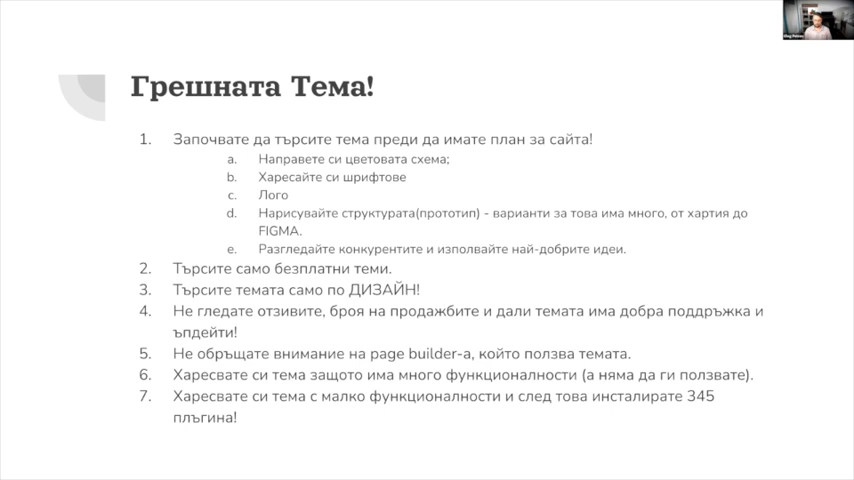 Грешната Тема!
1. Започвате да търсите тема преди да имате план за сайта!
a. Направете си цветовата схема;
b. Харесайте си шрифтове
c. Лого
d. Нарисувайте структурата(прототип) - варианти за това има много, от хартия до
FIGMA.
e. Разгледайте конкурентите и използвайте най-добрите идеи.
2. Търсите само безплатни теми.
3. Търсите темата само по ДИЗАЙН!
4. Не гледате отзивите, броя на продажбите и дали темата има добра поддръжка и
ъпдейти!
5. Не обръщате внимание на page builder-а, който ползва темата.
6. Харесвате си тема защото има много функционалности (а няма да ги ползвате).
7. Харесвате си тема с малко функционалности и след това инсталирате 345
плъгина!